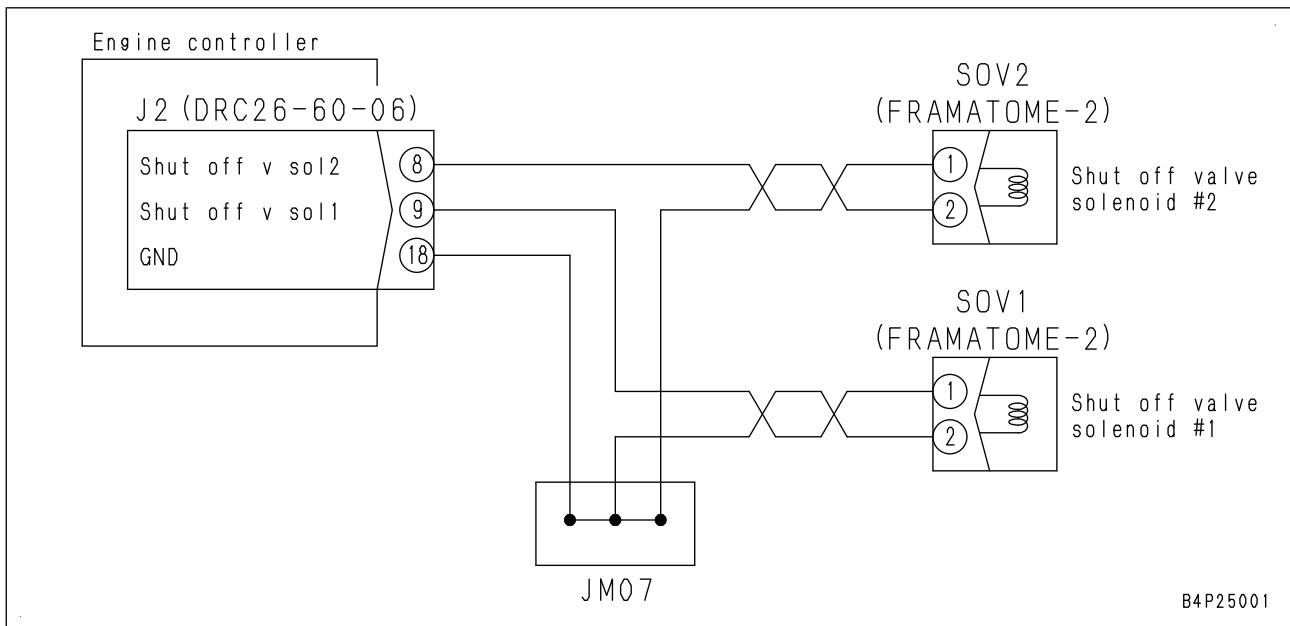 Engine controller
J2 (DRC26-60-06)
Shut off v sol2
8
Shut off v sol1
9
GND
18
SOV2
(FRAMATOME-2)
1
2
Shut off valve
solenoid #2
SOV1
(FRAMATOME-2)
1
2
Shut off valve
solenoid #1
JM07
B4P25001